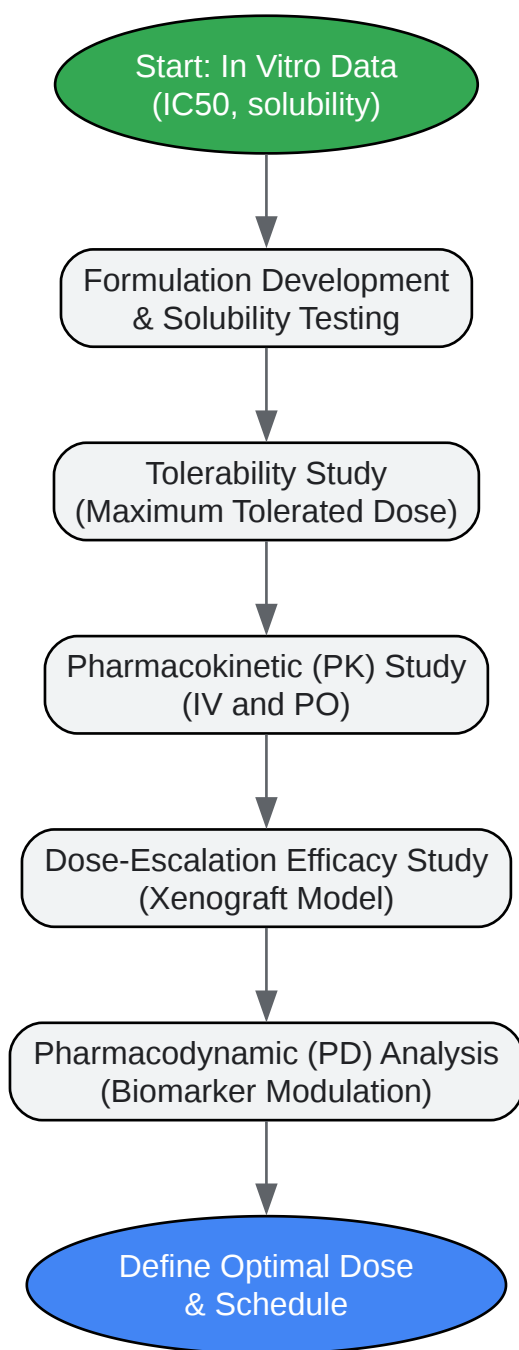 Start: In Vitro Data
(IC50, solubility)
Formulation Development
& Solubility Testing
Tolerability Study
(Maximum Tolerated Dose)
Pharmacokinetic (PK) Study
(IV and PO)
Dose-Escalation Efficacy Study
(Xenograft Model)
Pharmacodynamic (PD) Analysis
(Biomarker Modulation)
Define Optimal Dose
& Schedule